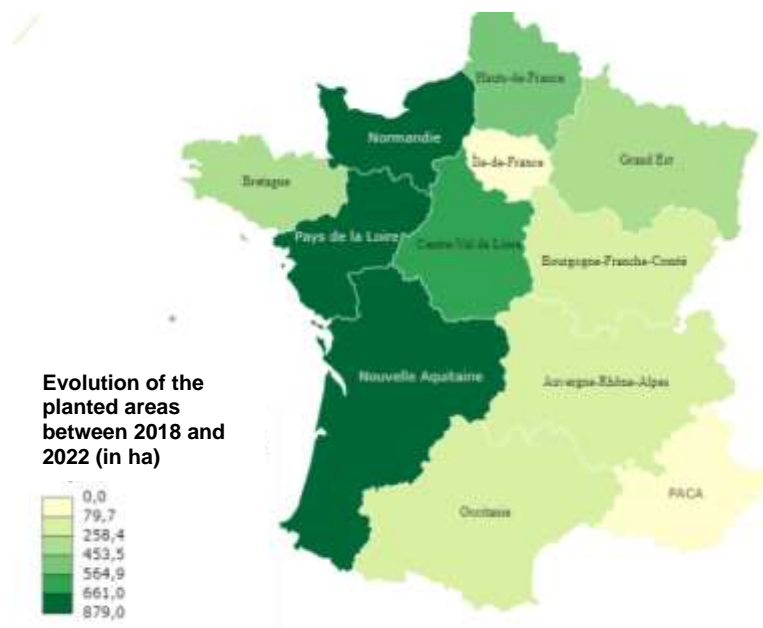 Hauts-de-France
Normandie
Île-de-France
Grand Est
Bretagne
Pays de la Loire
Centre-Val de Loire
Bourgogne-Franche-Comté
Nouvelle Aquitaine
Auvergne-Rhône-Alpes
PACA
Occitanie
Evolution of the
planted areas
between 2018 and
2022 (in ha)
0,0
79,7
258,4
453,5
564,9
661,0
879,0